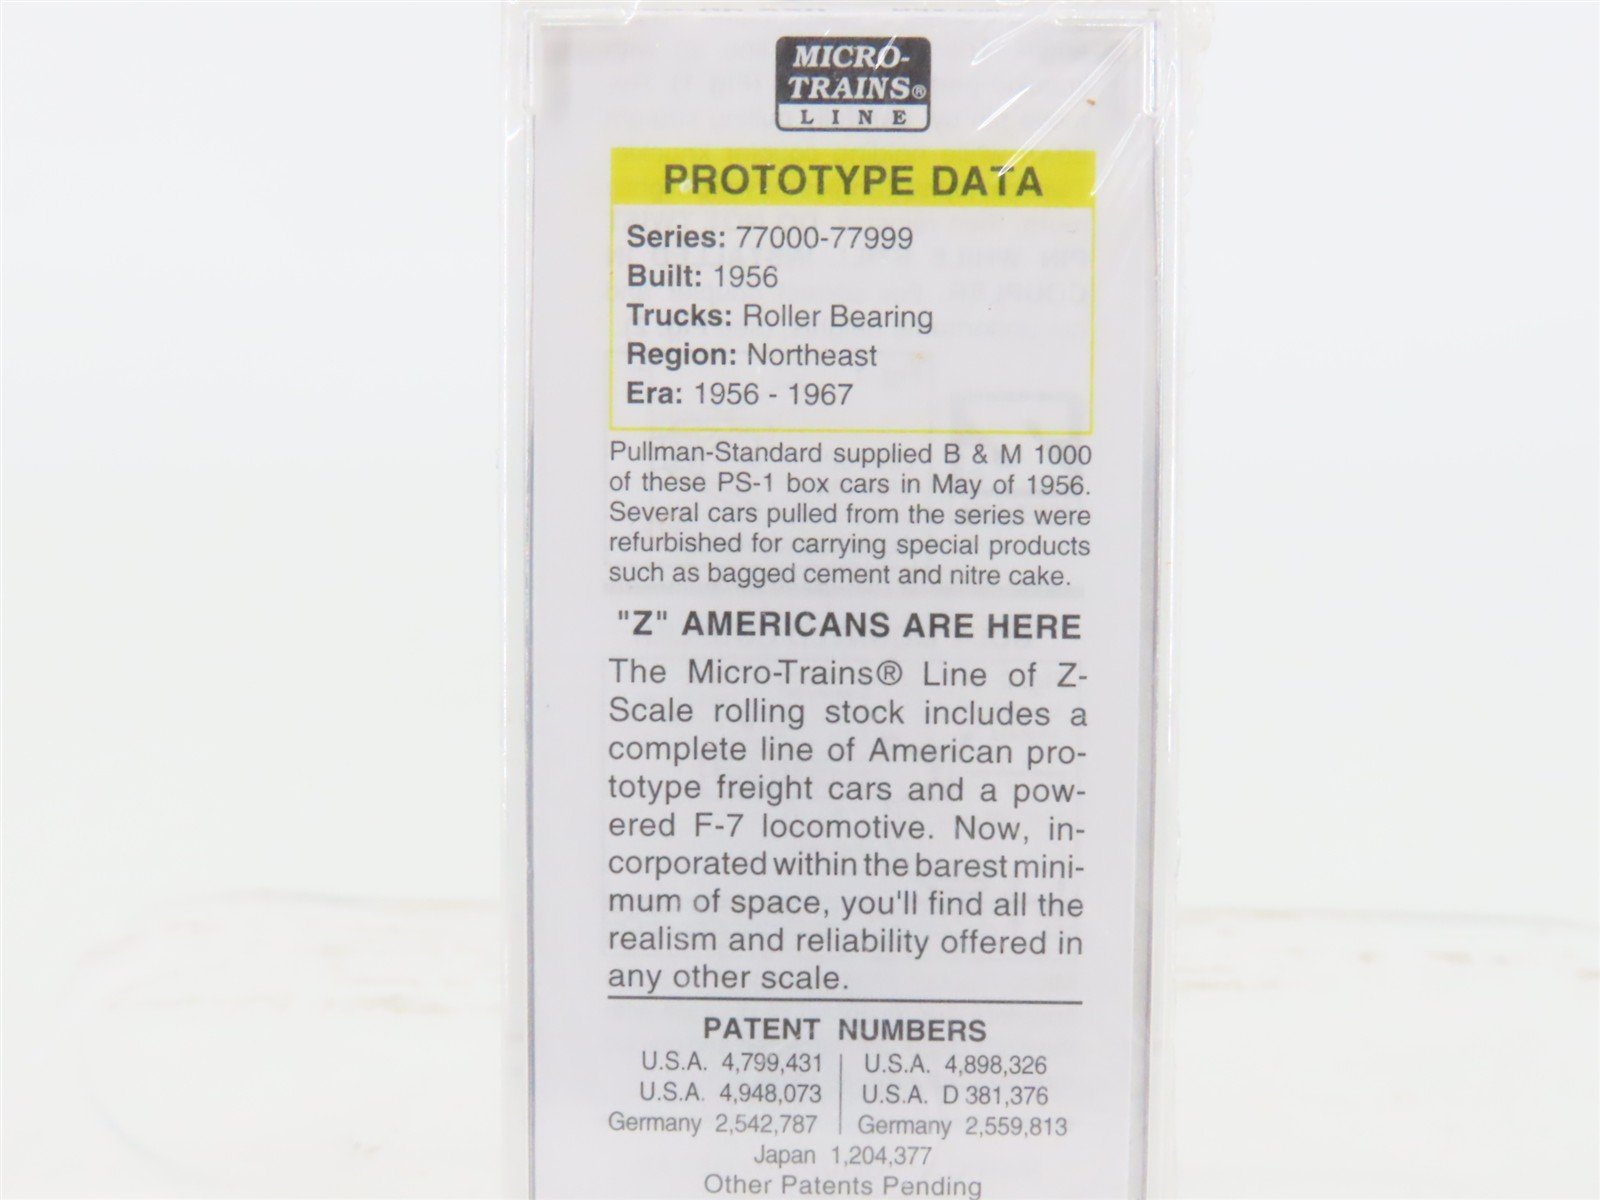 MICRO-
TRAINS®
LINE
PROTOTYPE DATA
Series: 77000-77999
Built: 1956
Trucks: Roller Bearing
Region: Northeast
Era: 1956 - 1967
Pullman-Standard supplied B & M 1000
of these PS-1 box cars in May of 1956.
Several cars pulled from the series were
refurbished for carrying special products
such as bagged cement and nitre cake.
"Z" AMERICANS ARE HERE
The Micro-Trains® Line of Z-
Scale rolling stock includes a
complete line of American pro-
totype freight cars and a pow-
ered F-7 locomotive. Now, in-
corporated within the barest mini-
mum of space, you'll find all the
realism and reliability offered in
any other scale.
PATENT NUMBERS
U.S.A. 4,799,431 | U.S.A. 4,898,326
U.S.A. 4,948,073 | U.S.A. D 381,376
Germany 2,542,787 | Germany 2,559,813
Japan 1,204,377
Other Patents Pending